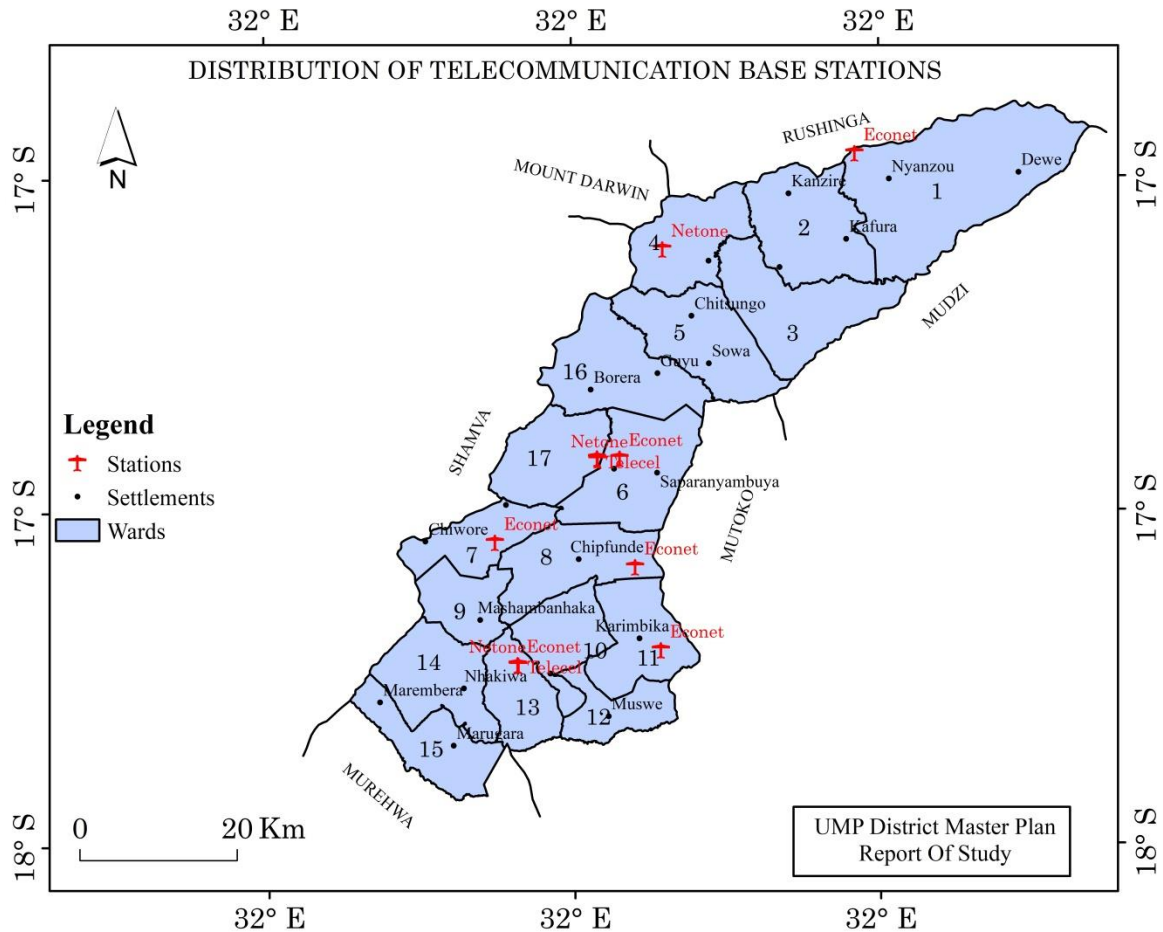 32° E 32° E 32° E
DISTRIBUTION OF TELECOMMUNICATION BASE STATIONS
RUSHINGA
Econet
17° S
17° S
N
MOUNT DARWIN
Nyanzou
Dewe
Kanzire
1
2
Kafura
Netone
4
MUDZI
Chitsungo
5
3
Sowa
Guyu
16
Borera
Legend
Stations
Settlements
Wards
SHAMVA
17
Netone Econet
Telecel
Saparanyambuya
6
MUTOKO
17° S
17° S
Econet
Chiwore
7
8
Chipfunde
Econet
9
Mashambanhaka
Karimbika
Econet
10
11
Netone Econet
Telecel
14
Nhakiwa
Marembera
13
12
Muswe
15
Marugara
MUREHWA
0 20 Km
UMP District Master Plan
Report Of Study
18° S
18° S
32° E 32° E 32° E